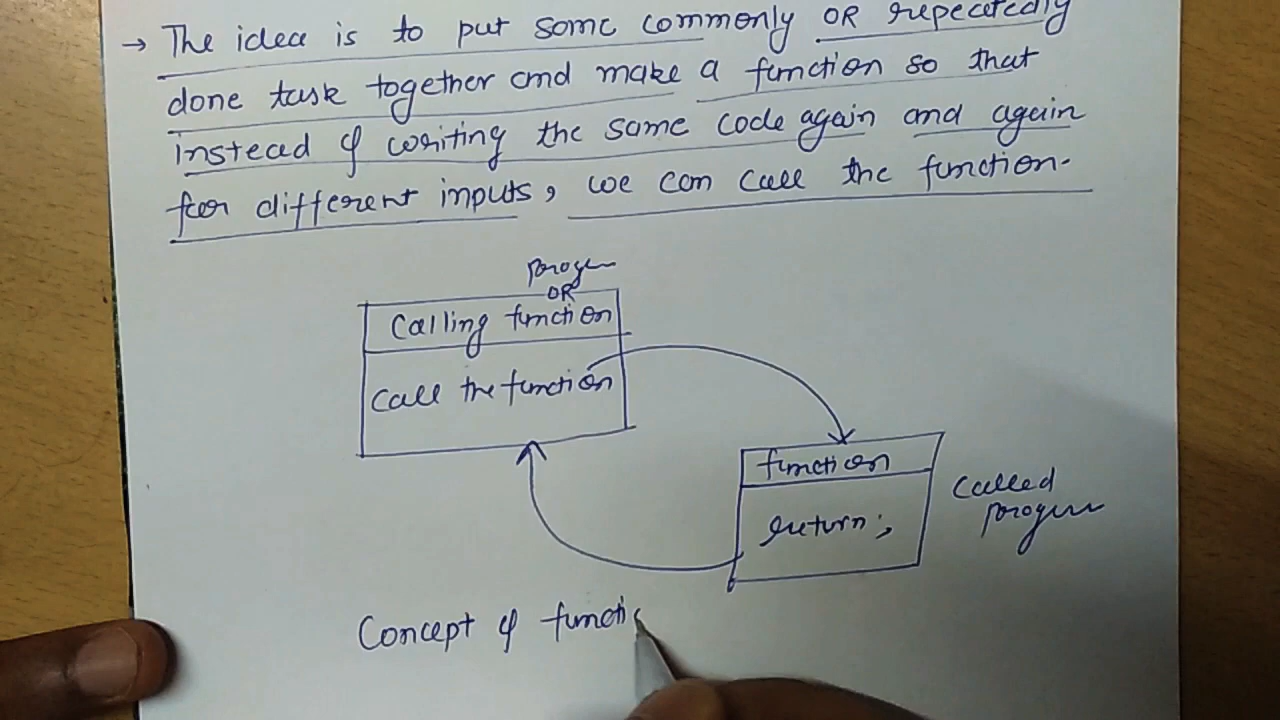 → The idea is to put some commonly OR repeatedly
done task together and make a function so that
instead of writing the same code again and again
for different inputs, we can call the function.
progm
OR
Calling function
Call the function
function
return;
Called
progm
Concept of functi